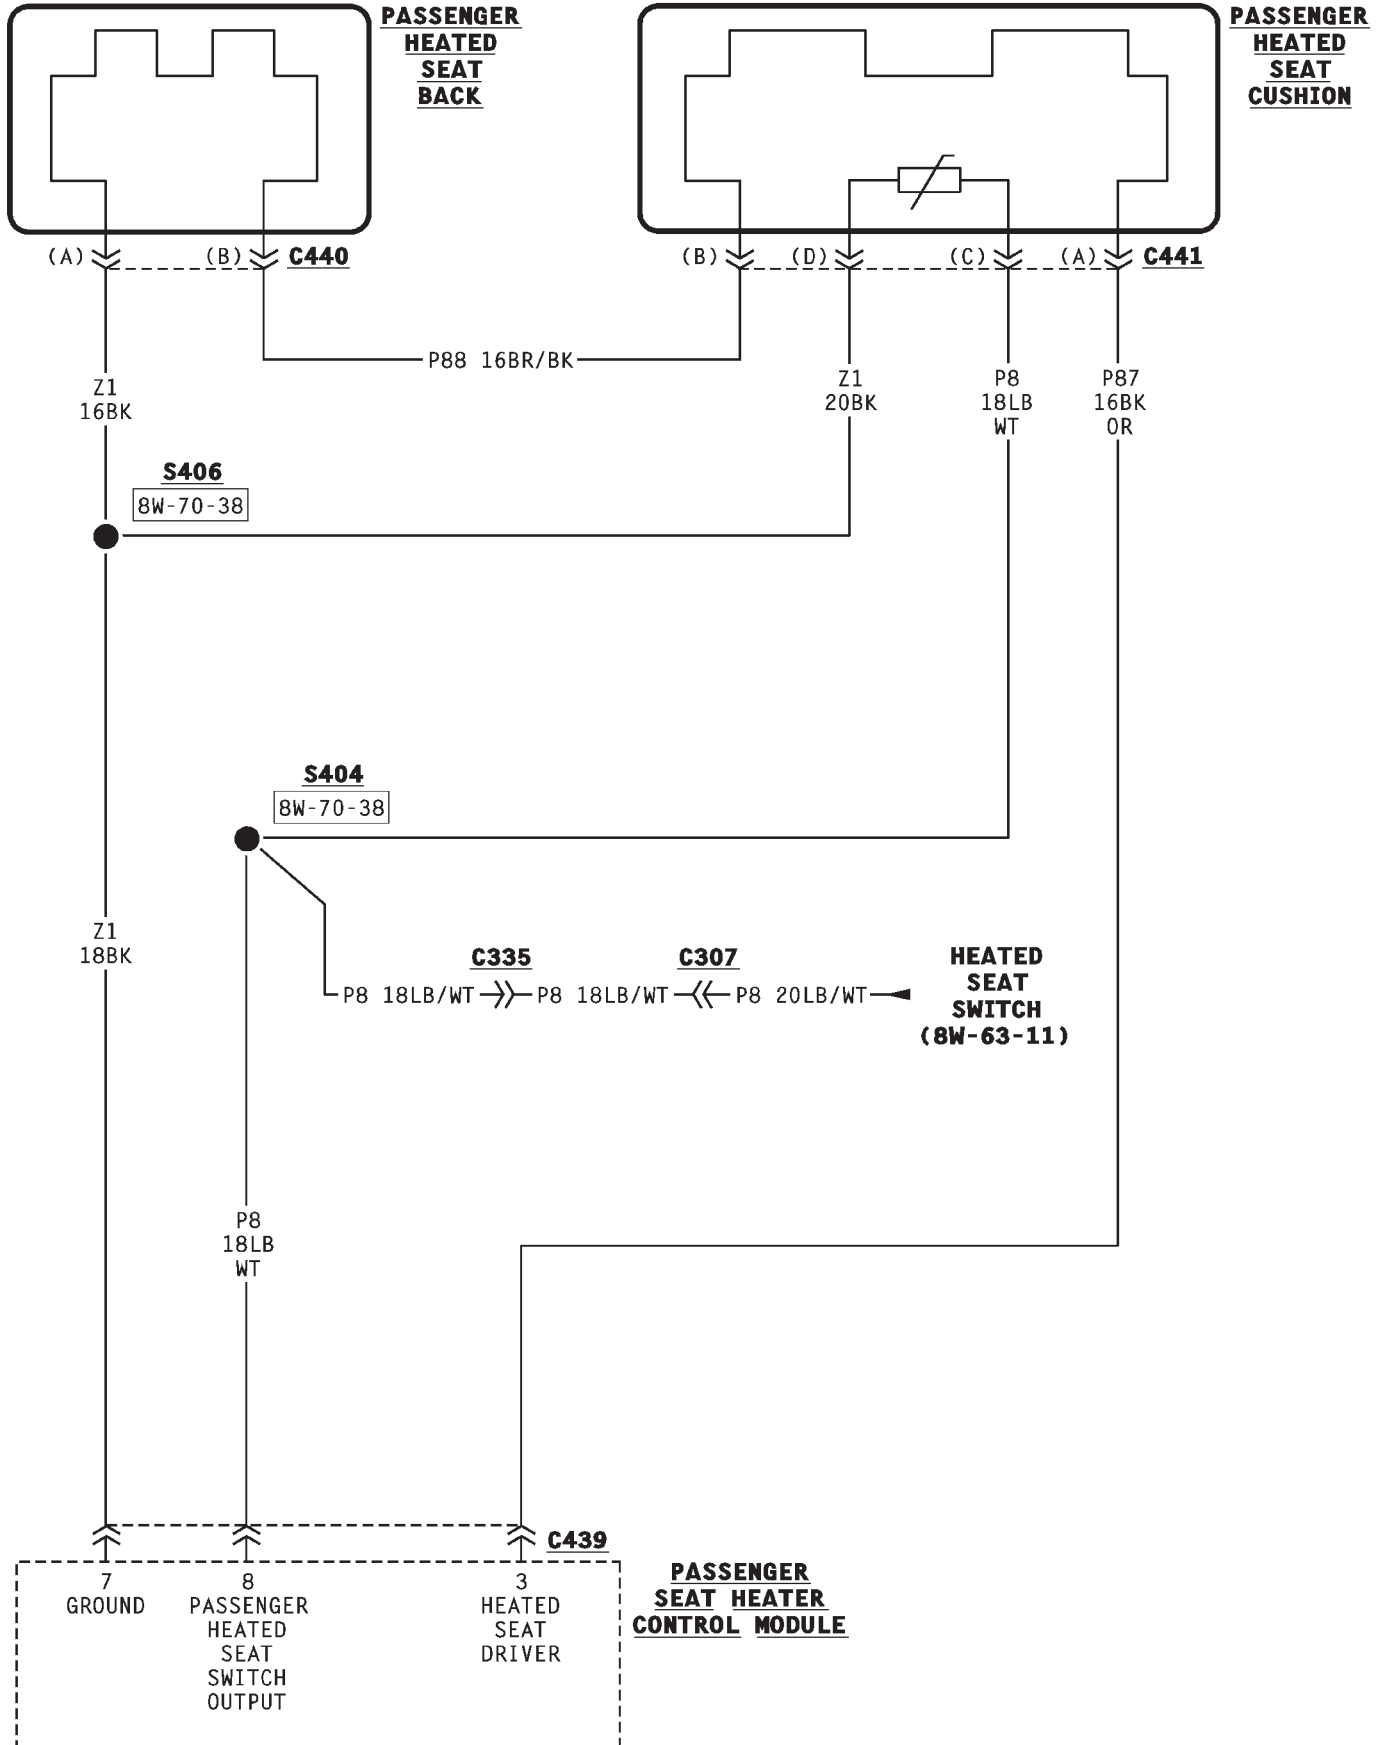 PASSENGER
HEATED
SEAT
BACK
PASSENGER
HEATED
SEAT
CUSHION
(A)
(B)
C440
(B)
(D)
(C)
(A)
C441
P88 16BR/BK
Z1
16BK
Z1
20BK
P8
18LB
WT
P87
16BK
OR
S406
8W-70-38
S404
8W-70-38
Z1
18BK
C335
C307
P8 18LB/WT
P8 18LB/WT
P8 20LB/WT
HEATED
SEAT
SWITCH
(8W-63-11)
P8
18LB
WT
C439
7
GROUND
8
PASSENGER
HEATED
SEAT
SWITCH
OUTPUT
3
HEATED
SEAT
DRIVER
PASSENGER
SEAT HEATER
CONTROL MODULE